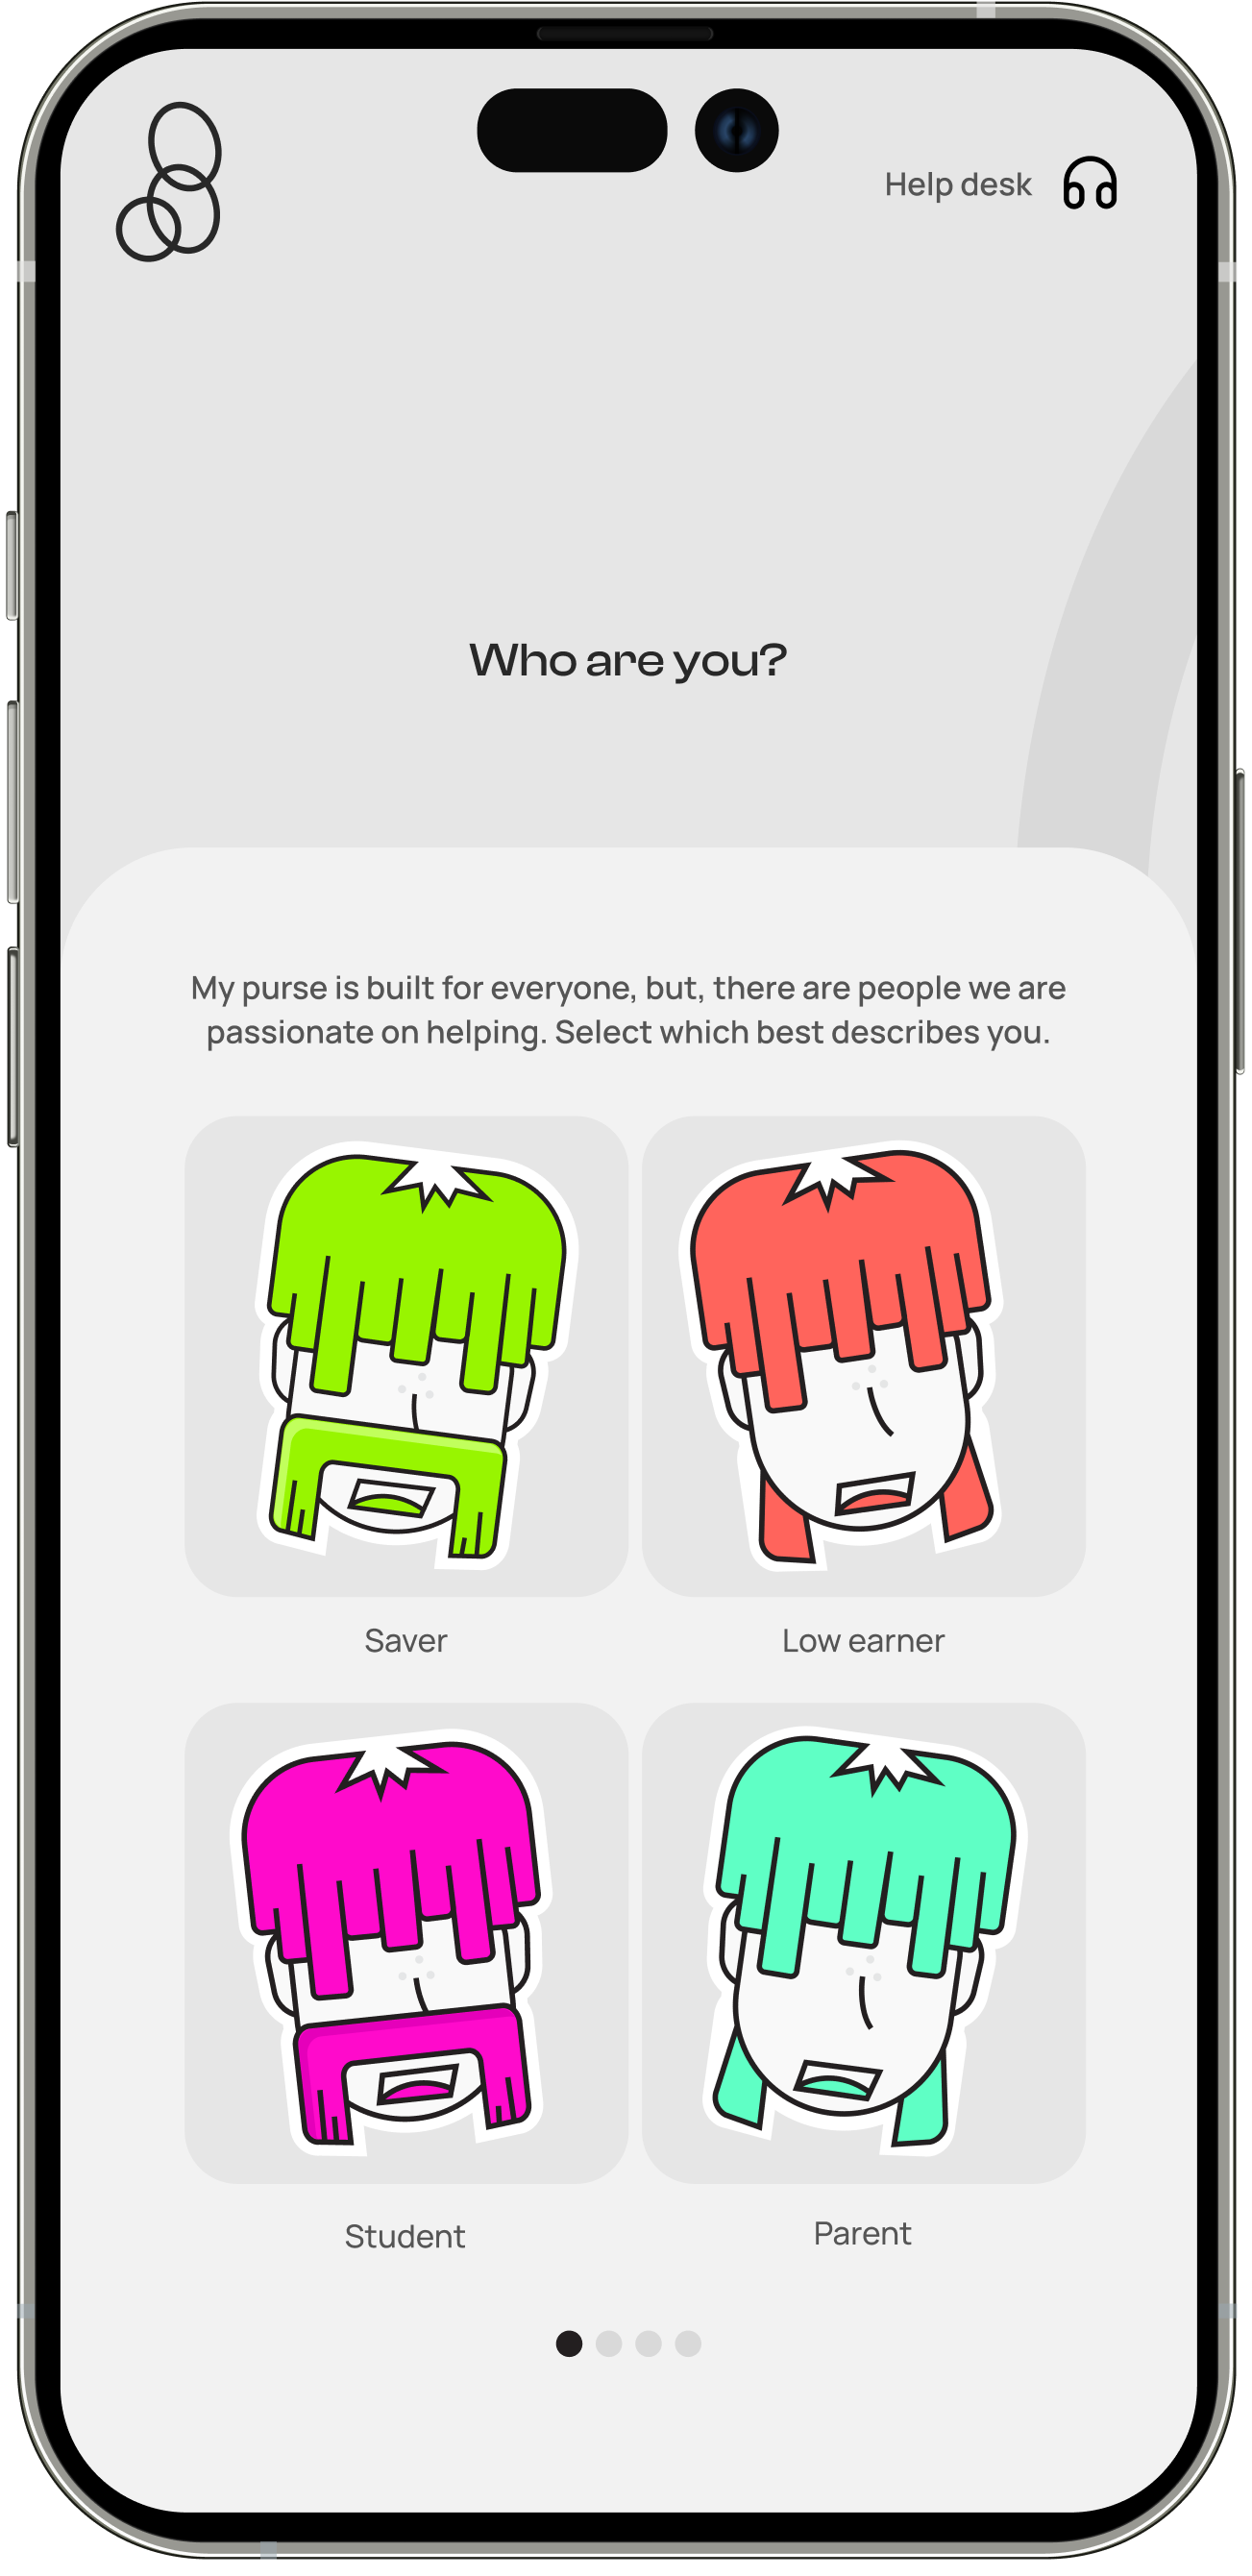 Help desk
Who are you?
My purse is built for everyone, but, there are people we are
passionate on helping. Select which best describes you.
Saver
Low earner
Student
Parent